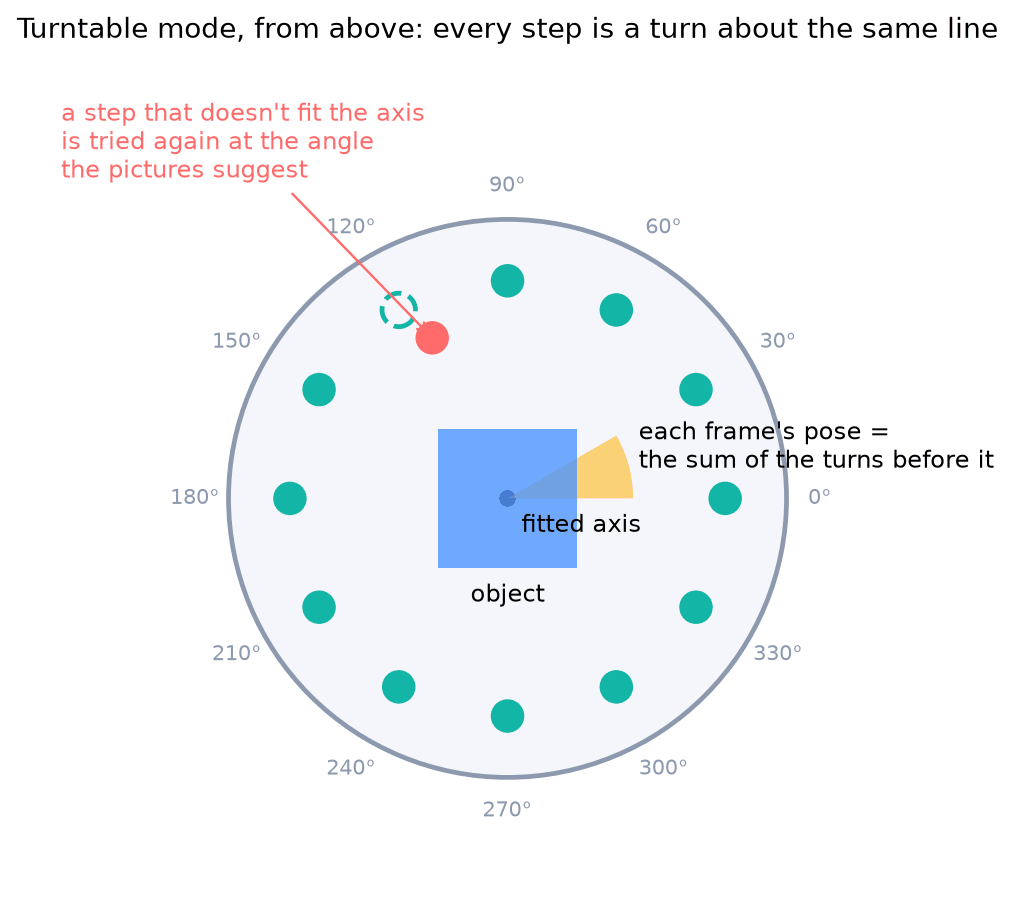 Turntable mode, from above: every step is a turn about the same line
a step that doesn't fit the axis
is tried again at the angle
the pictures suggest
90°
120°
60°
150°
30°
each frame's pose =
the sum of the turns before it
180°
0°
fitted axis
object
210°
330°
240°
300°
270°